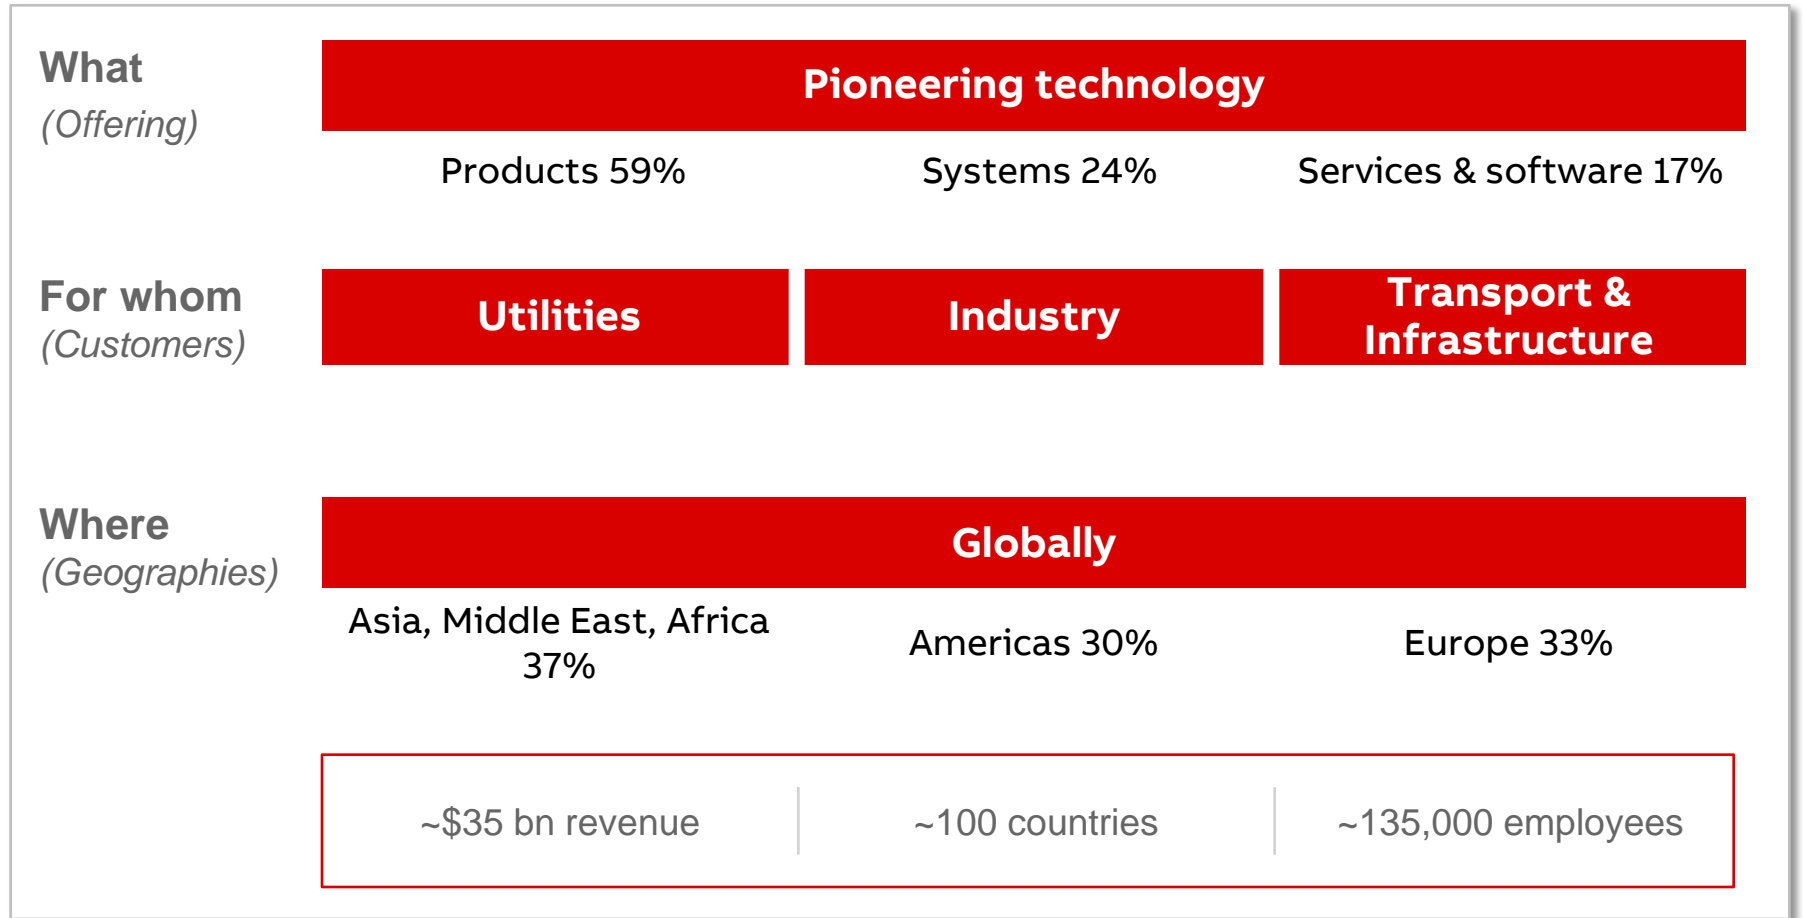 What
(Offering)
Pioneering technology
Products 59%
Systems 24%
Services & software 17%
For whom
(Customers)
Utilities
Industry
Transport &
Infrastructure
Where
(Geographies)
Globally
Asia, Middle East, Africa
37%
Americas 30%
Europe 33%
~$35 bn revenue
~100 countries
~135,000 employees